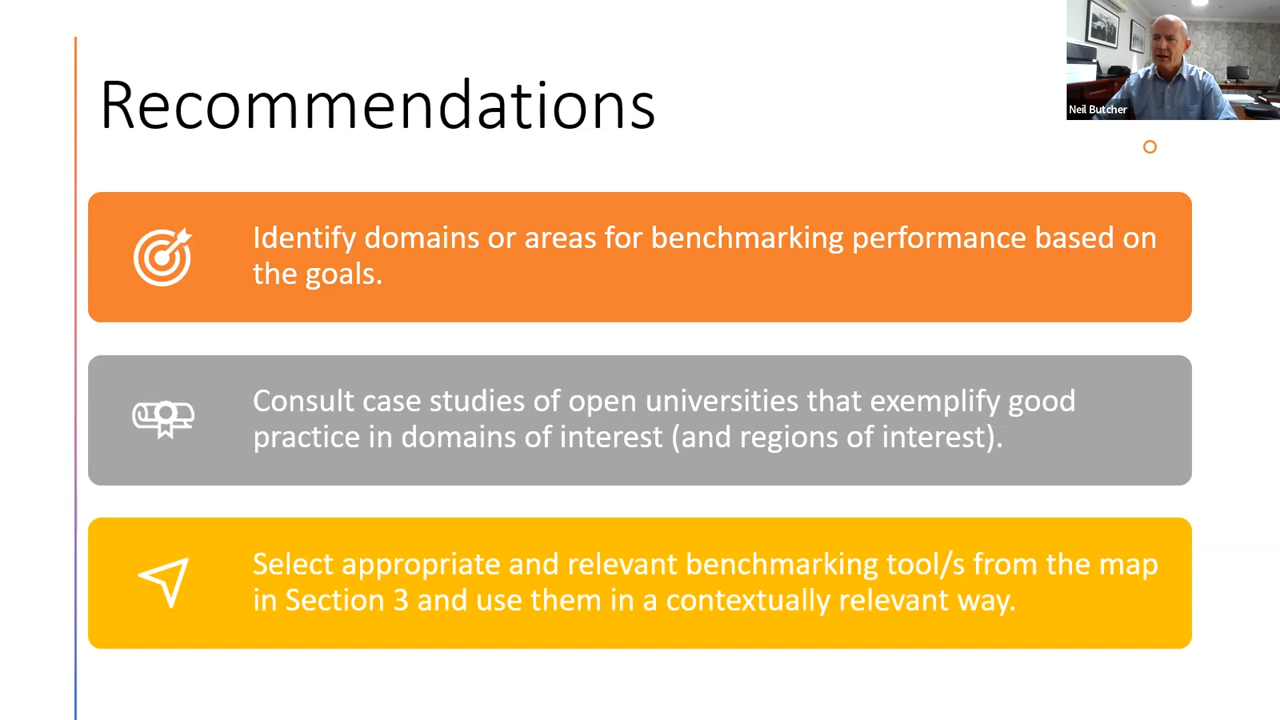 Recommendations
Neil Butcher
Identify domains or areas for benchmarking performance based on
the goals.
Consult case studies of open universities that exemplify good
practice in domains of interest (and regions of interest).
Select appropriate and relevant benchmarking tool/s from the map
in Section 3 and use them in a contextually relevant way.